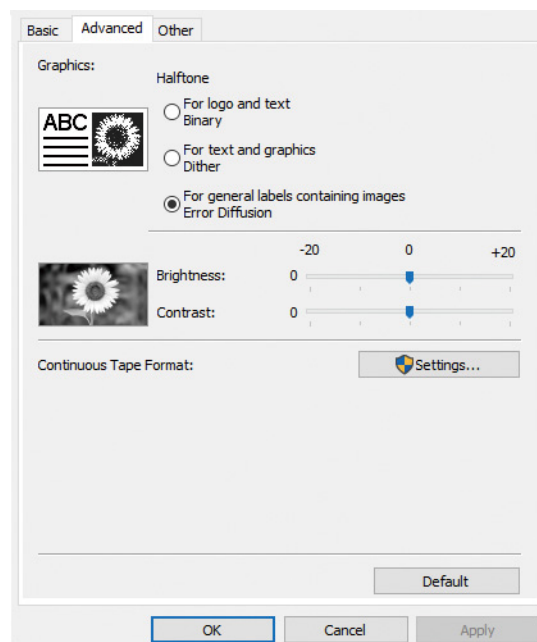 Basic Advanced Other
Graphics:
Halftone
ABC
For logo and text
Binary
For text and graphics
Dither
For general labels containing images
Error Diffusion
-20 0 +20
Brightness: 0
Contrast: 0
Continuous Tape Format: Settings...
Default
OK Cancel Apply